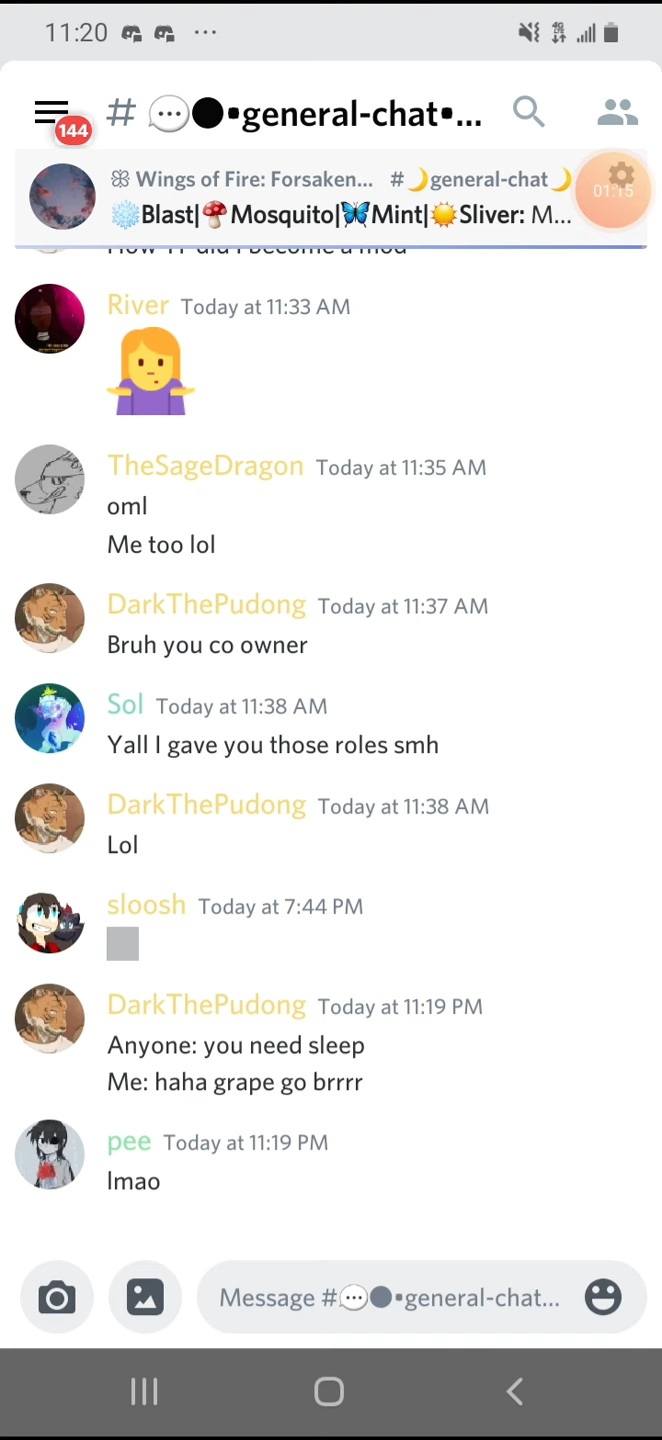 11:20
144
# 💬⚫•general-chat•...
🌸 Wings of Fire: Forsaken... #🌙general-chat🌙
01:15
❄️Blast|🍄Mosquito|🦋Mint|☀️Sliver: M...
River Today at 11:33 AM
🤷‍♀️
TheSageDragon Today at 11:35 AM
oml
Me too lol
DarkThePudong Today at 11:37 AM
Bruh you co owner
Sol Today at 11:38 AM
Yall I gave you those roles smh
DarkThePudong Today at 11:38 AM
Lol
sloosh Today at 7:44 PM
DarkThePudong Today at 11:19 PM
Anyone: you need sleep
Me: haha grape go brrrr
pee Today at 11:19 PM
lmao
Message #💬⚫•general-chat...